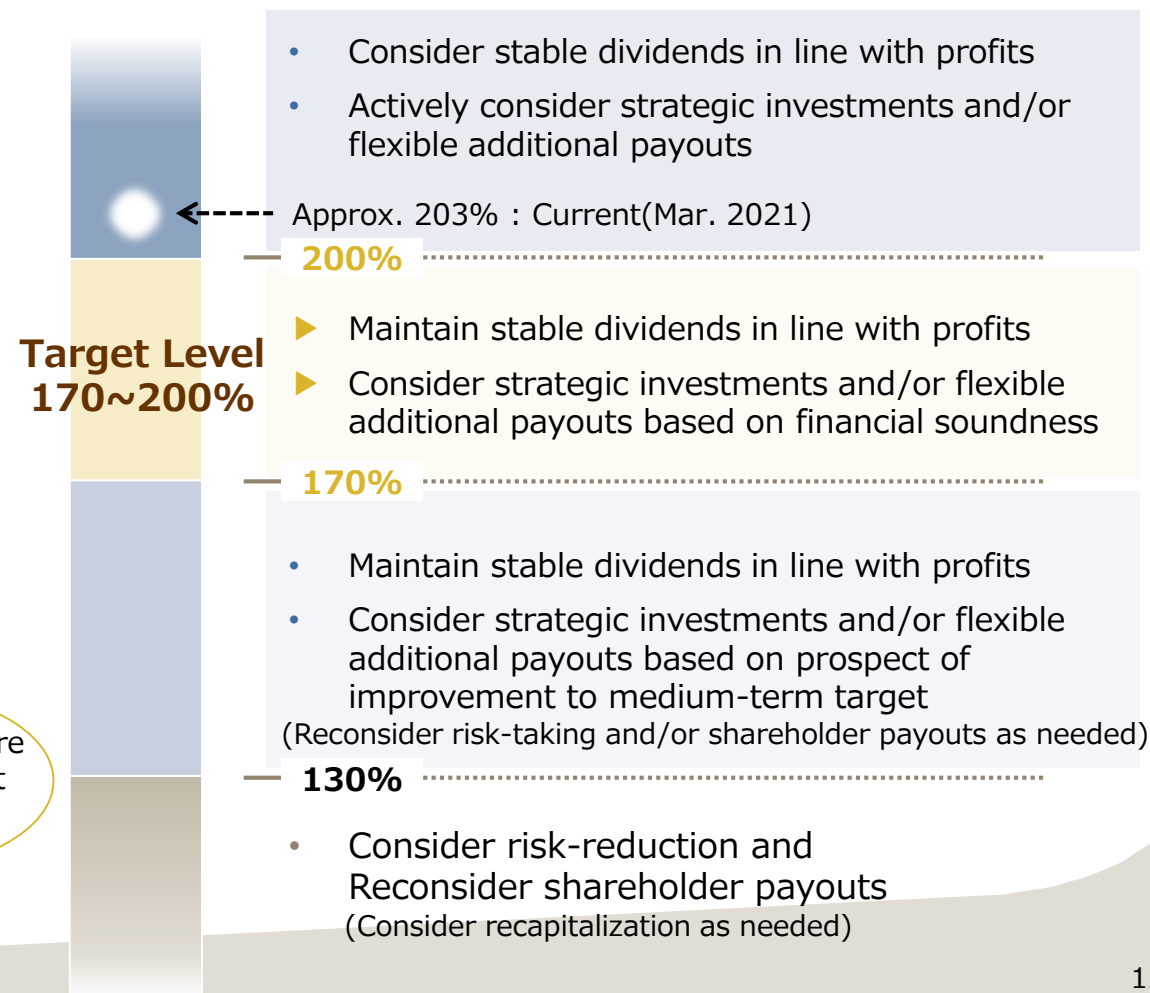 • Consider stable dividends in line with profits
• Actively consider strategic investments and/or
flexible additional payouts
Approx. 203% : Current(Mar. 2021)
200%
Target Level
170~200%
▶ Maintain stable dividends in line with profits
▶ Consider strategic investments and/or flexible
additional payouts based on financial soundness
170%
• Maintain stable dividends in line with profits
• Consider strategic investments and/or flexible
additional payouts based on prospect of
improvement to medium-term target
(Reconsider risk-taking and/or shareholder payouts as needed)
130%
• Consider risk-reduction and
Reconsider shareholder payouts
(Consider recapitalization as needed)